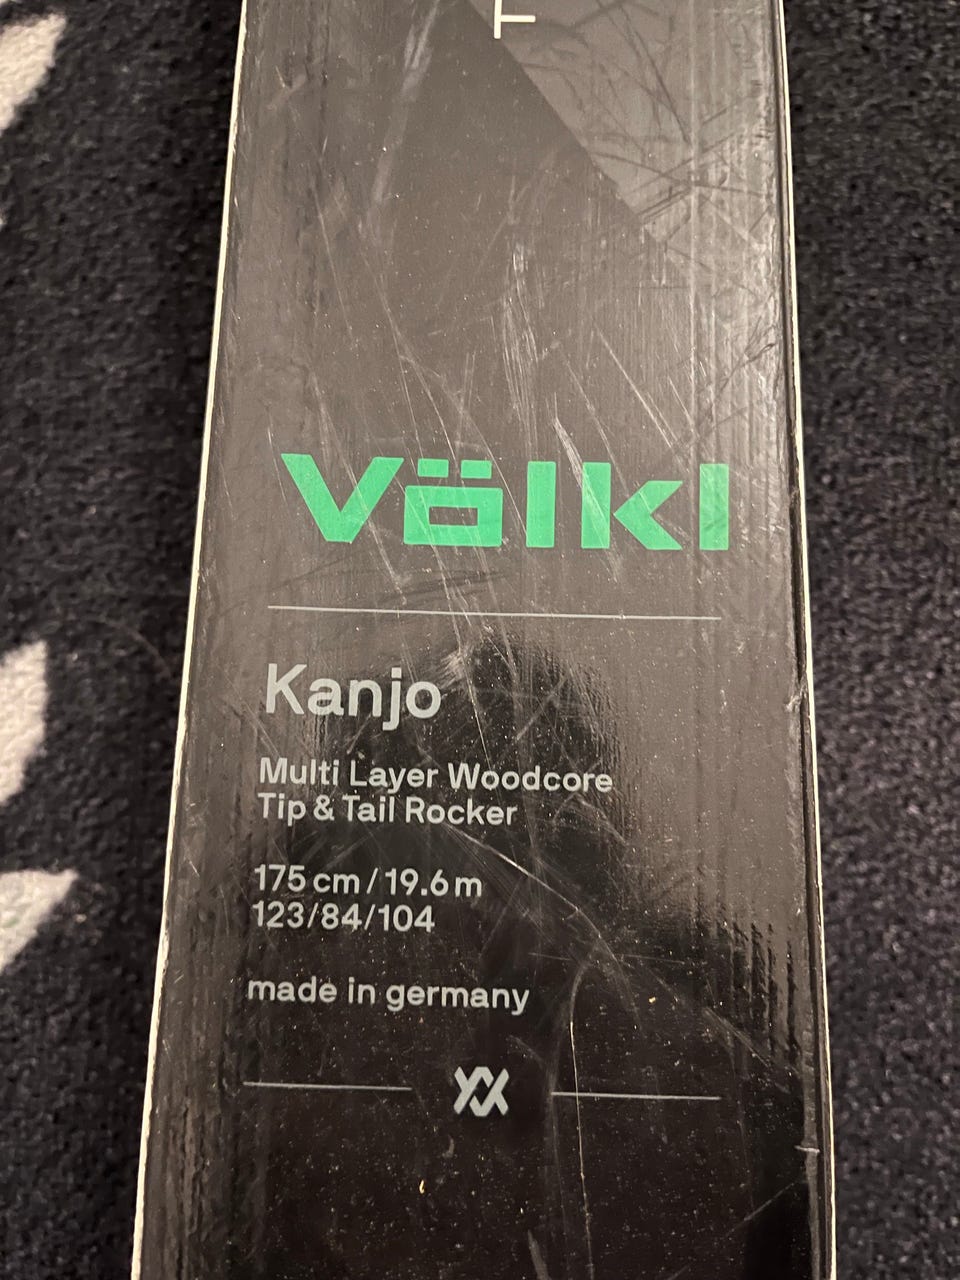 Völkl
Kanjo
Multi Layer Woodcore
Tip & Tail Rocker
175 cm / 19.6 m
123/84/104
made in germany